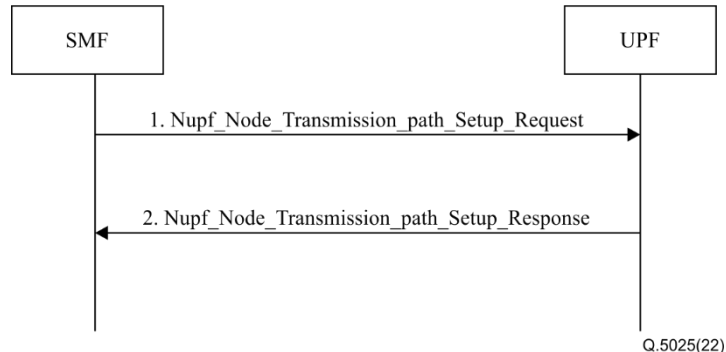 SMF
UPF
1. Nupf_Node_Transmission_path_Setup_Request
2. Nupf_Node_Transmission_path_Setup_Response
Q.5025(22)